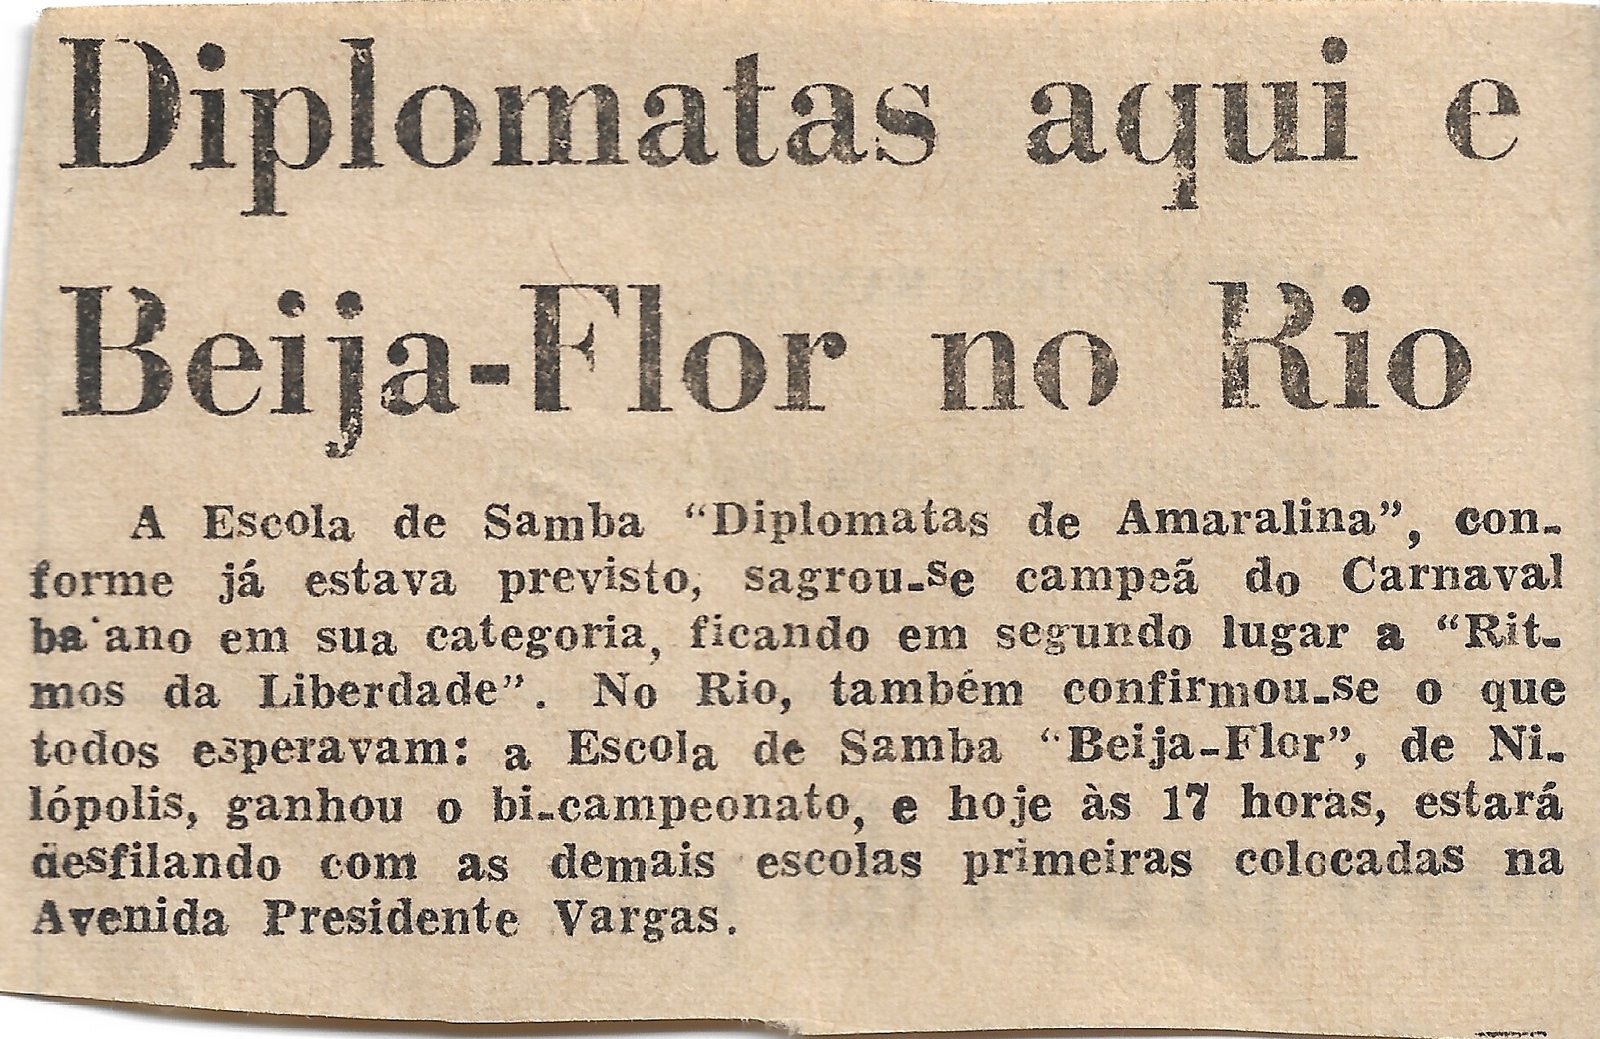 Diplomatas aqui e
Beija-Flor no Rio
A Escola de Samba "Diplomatas de Amaralina", con-
forme já estava previsto, sagrou-se campeã do Carnaval
ba'ano em sua categoria, ficando em segundo lugar a "Rit-
mos da Liberdade". No Rio, também confirmou-se o que
todos esperavam: a Escola de Samba "Beija-Flor", de Ni-
lópolis, ganhou o bi-campeonato, e hoje às 17 horas, estará
desfilando com as demais escolas primeiras colocadas na
Avenida Presidente Vargas.